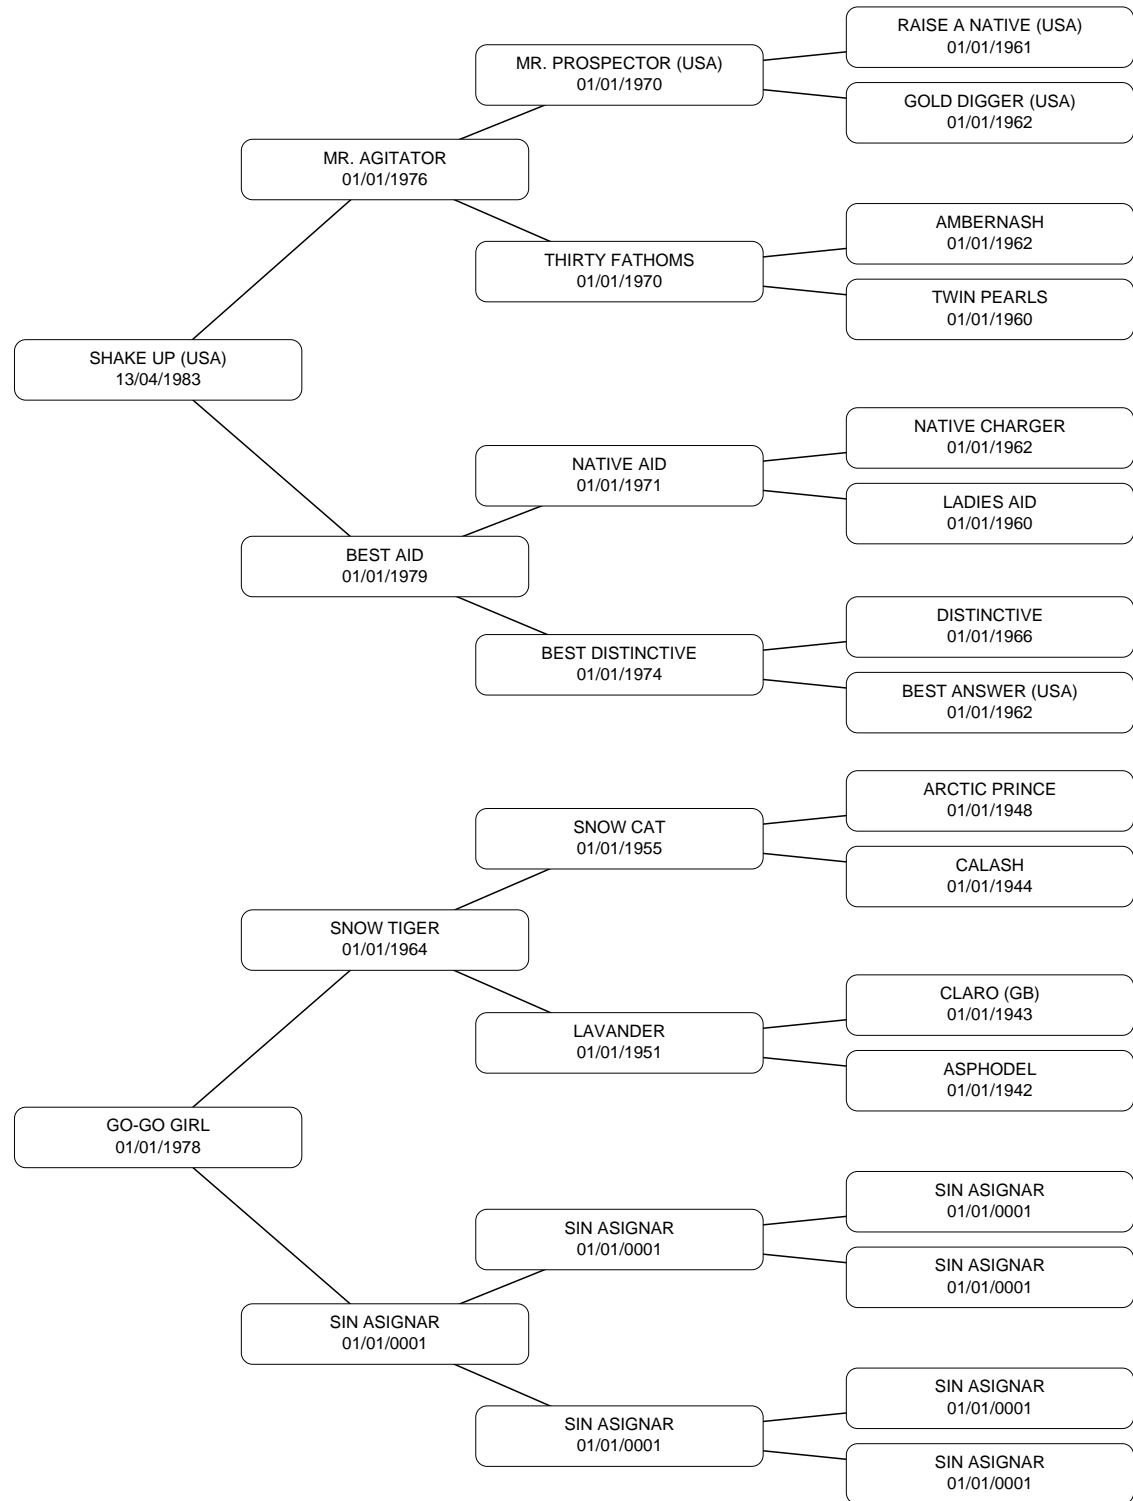 RAISE A NATIVE (USA)
01/01/1961
MR. PROSPECTOR (USA)
01/01/1970
GOLD DIGGER (USA)
01/01/1962
MR. AGITATOR
01/01/1976
AMBERNASH
01/01/1962
THIRTY FATHOMS
01/01/1970
TWIN PEARLS
01/01/1960
SHAKE UP (USA)
13/04/1983
NATIVE CHARGER
01/01/1962
NATIVE AID
01/01/1971
LADIES AID
01/01/1960
BEST AID
01/01/1979
DISTINCTIVE
01/01/1966
BEST DISTINCTIVE
01/01/1974
BEST ANSWER (USA)
01/01/1962
ARCTIC PRINCE
01/01/1948
SNOW CAT
01/01/1955
CALASH
01/01/1944
SNOW TIGER
01/01/1964
CLARO (GB)
01/01/1943
LAVANDER
01/01/1951
ASPHODEL
01/01/1942
GO-GO GIRL
01/01/1978
SIN ASIGNAR
01/01/0001
SIN ASIGNAR
01/01/0001
SIN ASIGNAR
01/01/0001
SIN ASIGNAR
01/01/0001
SIN ASIGNAR
01/01/0001
SIN ASIGNAR
01/01/0001
SIN ASIGNAR
01/01/0001